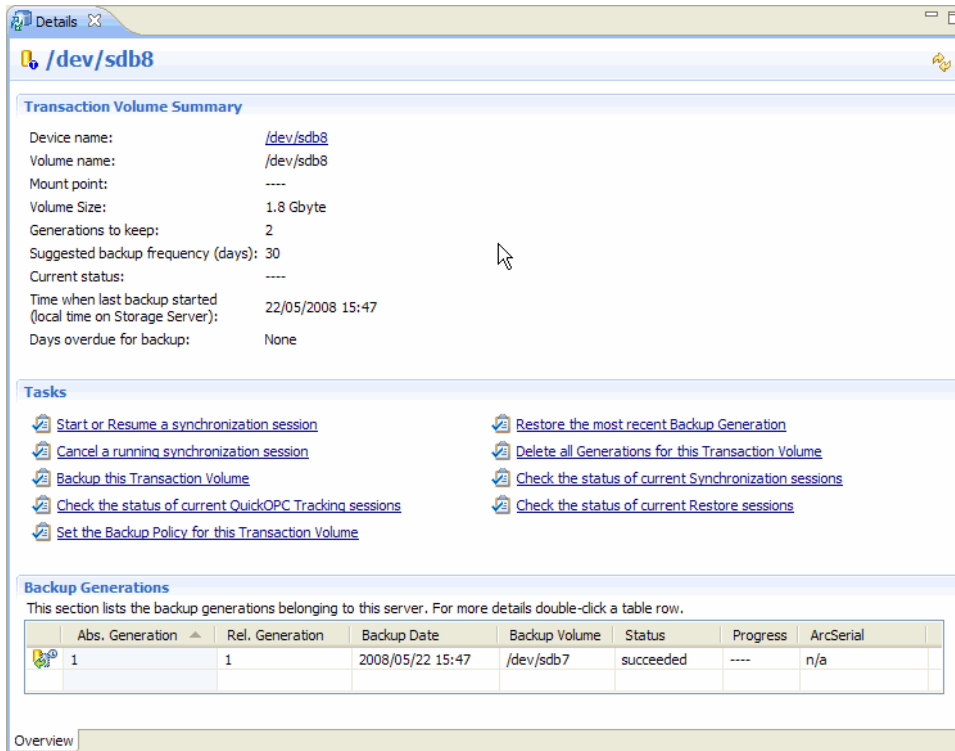 Details
/dev/sdb8
Transaction Volume Summary
Device name: /dev/sdb8
Volume name: /dev/sdb8
Mount point: ----
Volume Size: 1.8 Gbyte
Generations to keep: 2
Suggested backup frequency (days): 30
Current status: ----
Time when last backup started
(local time on Storage Server): 22/05/2008 15:47
Days overdue for backup: None
Tasks
Start or Resume a synchronization session
Cancel a running synchronization session
Backup this Transaction Volume
Check the status of current QuickOPC Tracking sessions
Set the Backup Policy for this Transaction Volume
Restore the most recent Backup Generation
Delete all Generations for this Transaction Volume
Check the status of current Synchronization sessions
Check the status of current Restore sessions
Backup Generations
This section lists the backup generations belonging to this server. For more details double-click a table row.
Abs. Generation Rel. Generation Backup Date Backup Volume Status Progress ArcSerial
1 1 2008/05/22 15:47 /dev/sdb7 succeeded ---- n/a
Overview